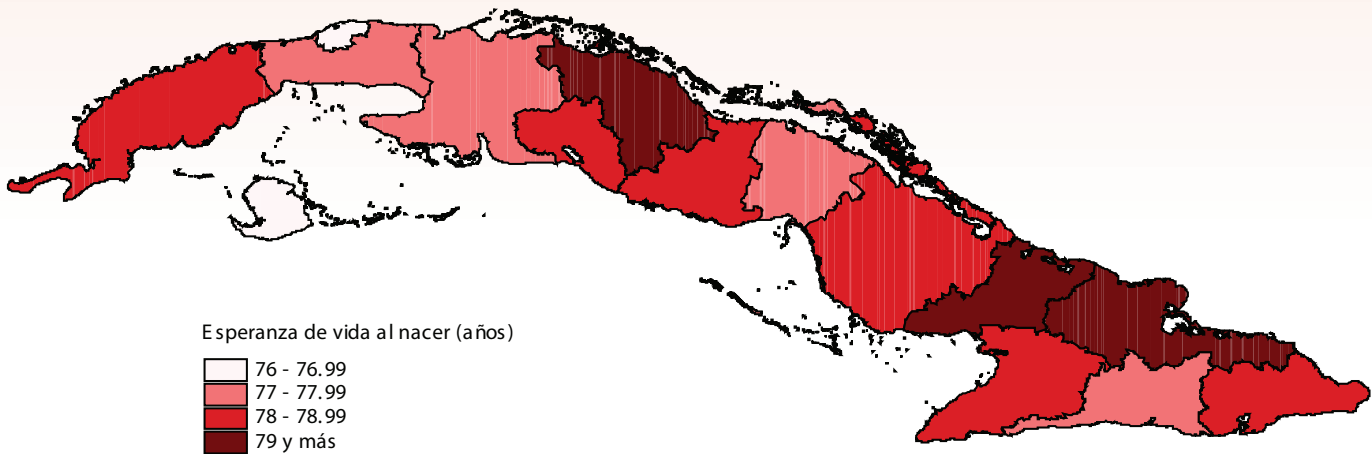 Esperanza de vida al nacer (años)
76 - 76.99
77 - 77.99
78 - 78.99
79 y más